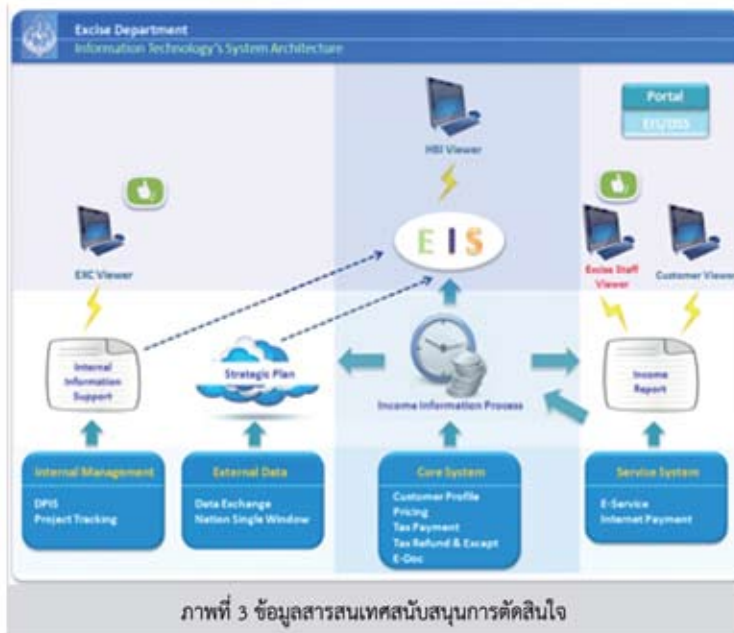 Excise Department
Information Technology's System Architecture
Portal
EIS/DSS
HBI Viewer
EIS
EXC Viewer
Excise Staff
Viewer
Customer Viewer
Internal
Information
Support
Strategic Plan
Income Information Process
Income
Report
Internal Management
DPIS
Project Tracking
External Data
Data Exchange
Nation Single Window
Core System
Customer Profile
Pricing
Tax Payment
Tax Refund & Except
E-Doc
Service System
E-Service
Internet Payment
ภาพที่ 3 ข้อมูลสารสนเทศสนับสนุนการตัดสินใจ